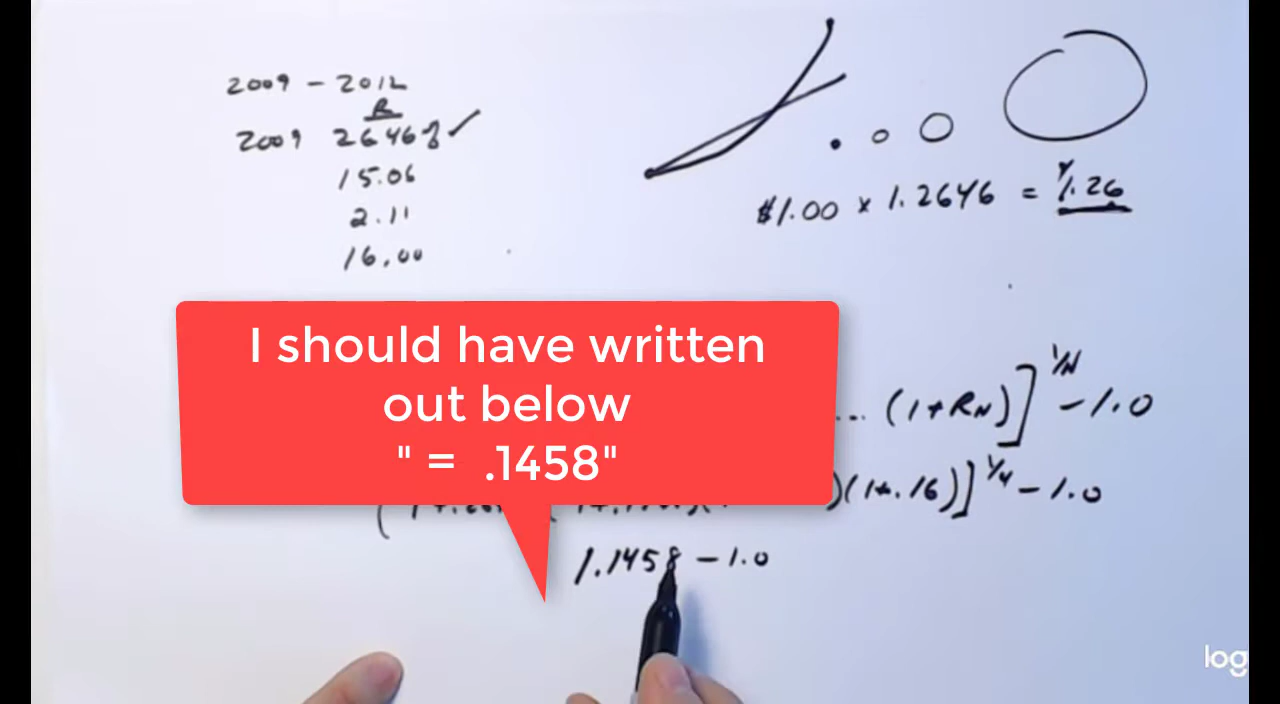 2009 – 2012
R
2009 26.46% ✓
15.06
2.11
16.00
$1.00 × 1.2646 = $1.26
I should have written
out below
" = .1458"
... (1+RN)]^1/N – 1.0
)(1+.16)]^1/4 – 1.0
1.1458 – 1.0
log